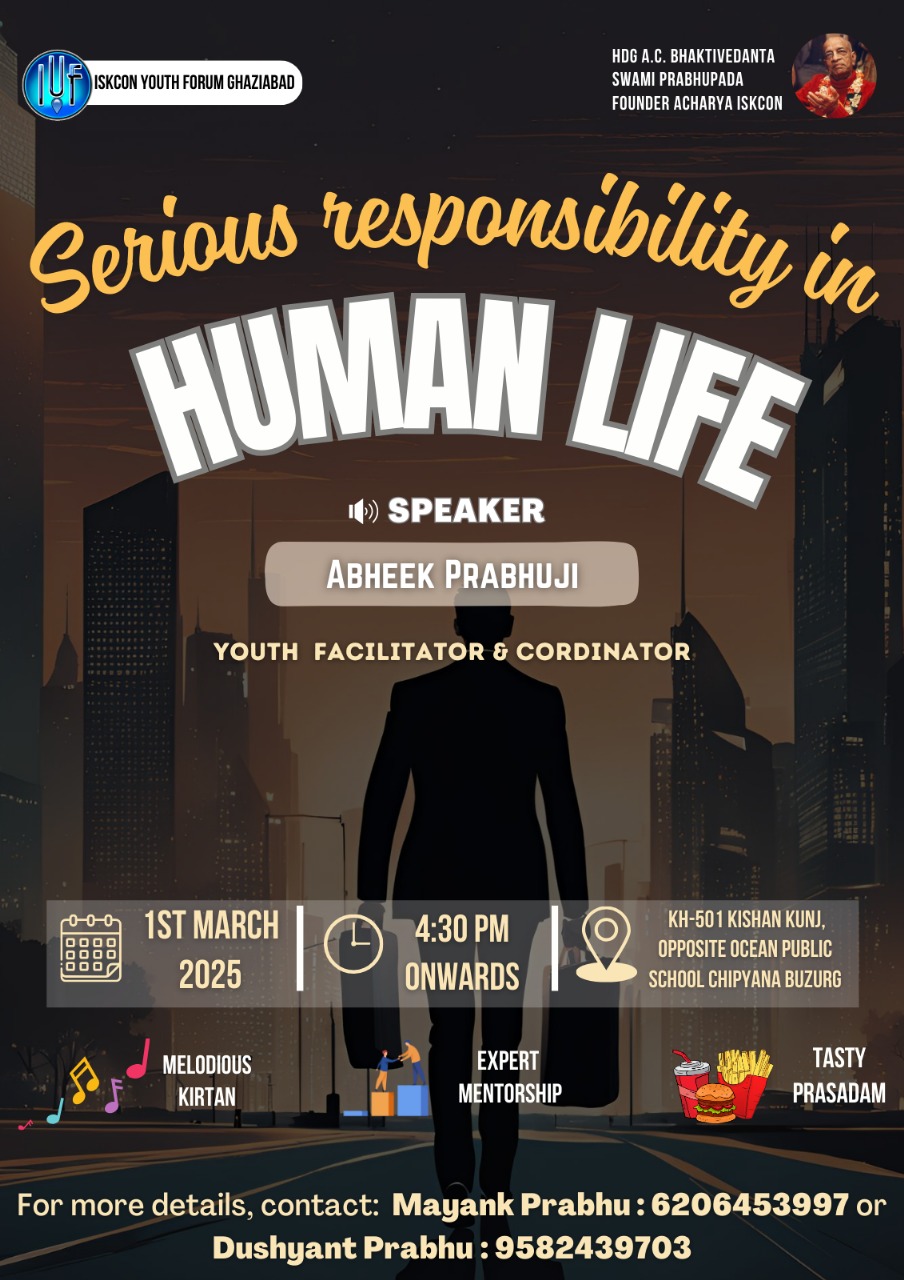 IYF ISKCON YOUTH FORUM GHAZIABAD
HDG A.C. BHAKTIVEDANTA
SWAMI PRABHUPADA
FOUNDER ACHARYA ISKCON
Serious responsibility in
HUMAN LIFE
SPEAKER
ABHEEK PRABHUJI
YOUTH FACILITATOR & CORDINATOR
1ST MARCH
2025
4:30 PM
ONWARDS
KH-501 KISHAN KUNJ,
OPPOSITE OCEAN PUBLIC
SCHOOL CHIPYANA BUZURG
MELODIOUS
KIRTAN
EXPERT
MENTORSHIP
TASTY
PRASADAM
For more details, contact: Mayank Prabhu : 6206453997 or
Dushyant Prabhu : 9582439703